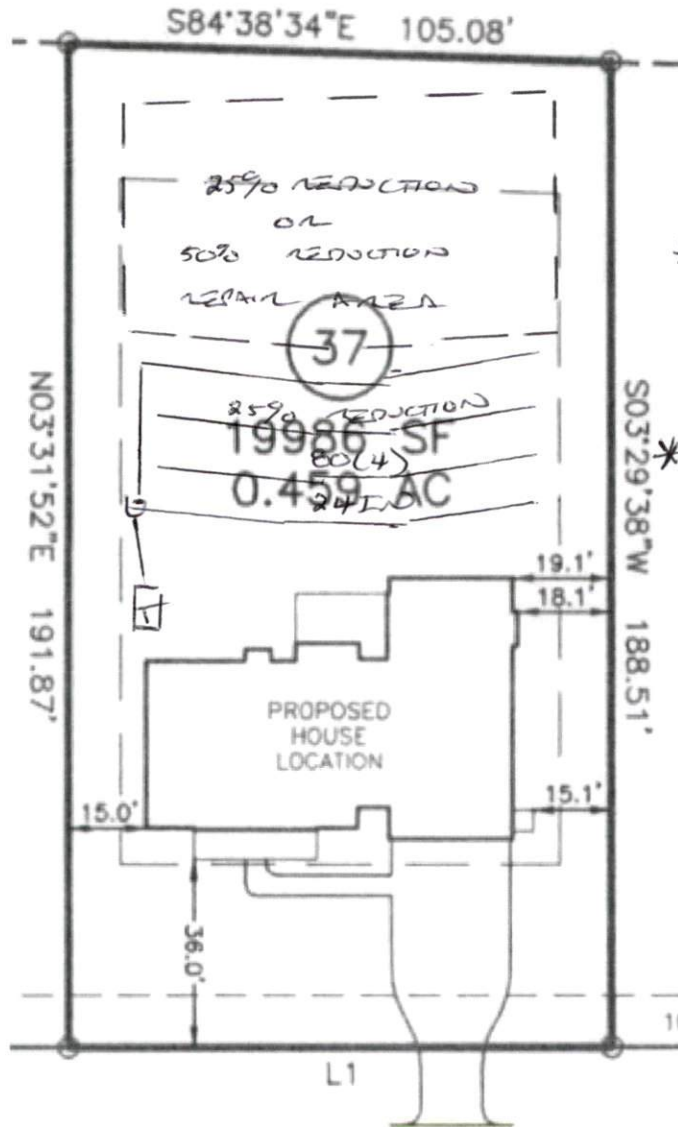 S84°38'34"E 105.08'
25% REDUCTION
OR
50% REDUCTION
REPAIR AREA
37
25% REDUCTION
19986 SF
80(4)
0.459 AC
24IN
N03°31'52"E 191.87'
S03°29'38"W 188.51'
*
T
19.1'
18.1'
PROPOSED
HOUSE
LOCATION
15.0'
15.1'
36.0'
10
L1